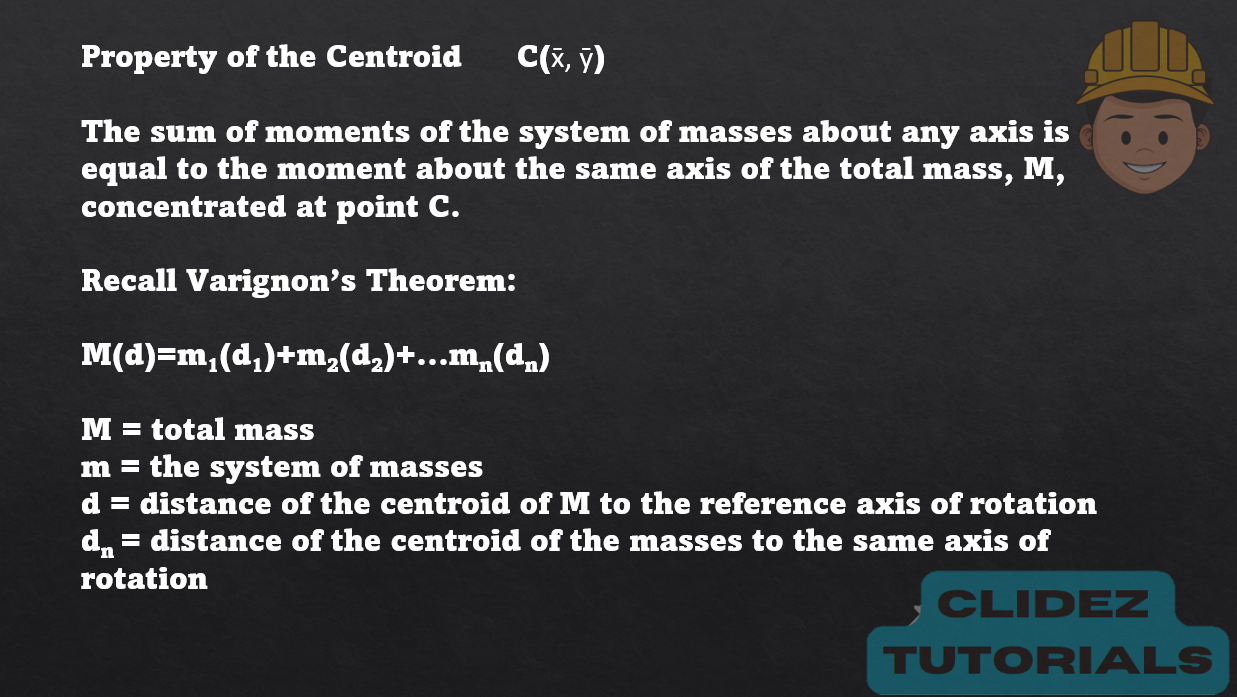 Property of the Centroid C(x̄, ȳ)
The sum of moments of the system of masses about any axis is
equal to the moment about the same axis of the total mass, M,
concentrated at point C.
Recall Varignon’s Theorem:
M(d)=m₁(d₁)+m₂(d₂)+...mₙ(dₙ)
M = total mass
m = the system of masses
d = distance of the centroid of M to the reference axis of rotation
dₙ = distance of the centroid of the masses to the same axis of
rotation
CLIDEZ
TUTORIALS